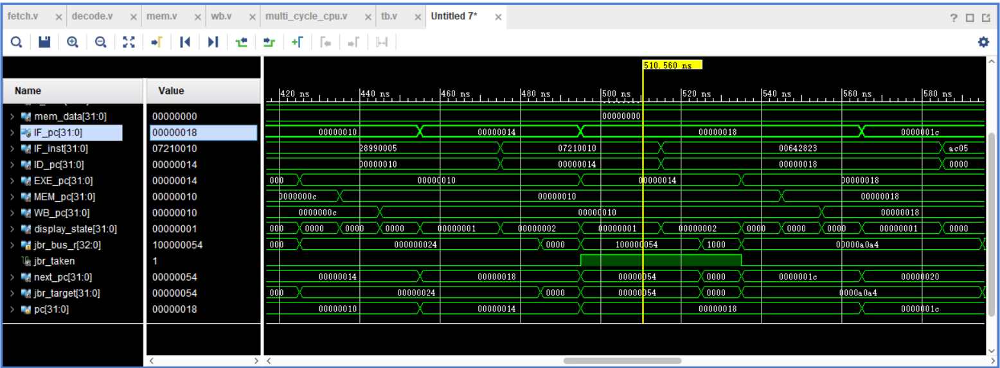 fetch.v × decode.v × mem.v × wb.v × multi_cycle_cpu.v × tb.v × Untitled 7* × ?
510.560 ns
Name Value 420 ns 440 ns 460 ns 480 ns 500 ns 520 ns 540 ns 560 ns 580 ns
mem_data[31:0] 00000000 00000000
IF_pc[31:0] 00000018 00000010 00000014 00000018 0000001c
IF_inst[31:0] 07210010 28990005 07210010 00642823 ac05
ID_pc[31:0] 00000014 00000010 00000014 00000018 0000
EXE_pc[31:0] 00000014 000 00000010 00000014 00000018
MEM_pc[31:0] 00000010 0000000c 00000010 00000018
WB_pc[31:0] 00000010 0000000c 00000010 00000018
display_state[31:0] 00000001 000 0000 0000 0000 00000001 00000002 00000001 00000002 0000 0000 0000 00000001 0000
jbr_bus_r[32:0] 100000054 000 000000024 0000 100000054 1000 00000a0a4
jbr_taken 1
next_pc[31:0] 00000054 00000014 00000018 00000054 0000 0000001c 00000020
jbr_target[31:0] 00000054 000 00000024 0000 00000054 0000 0000a0a4
pc[31:0] 00000018 00000010 00000014 00000018 0000001c